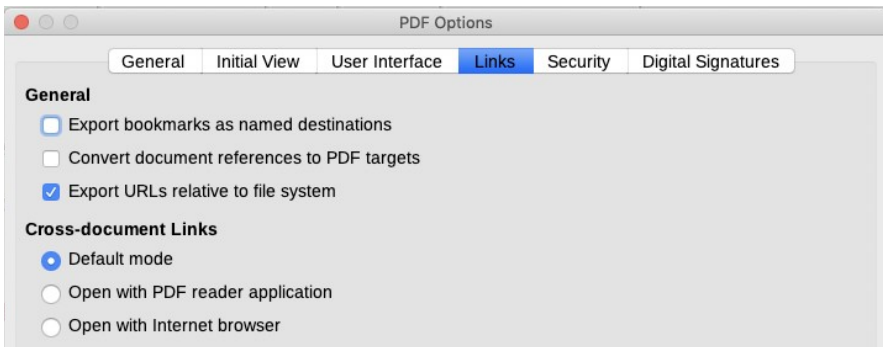 PDF Options
General Initial View User Interface Links Security Digital Signatures
General
Export bookmarks as named destinations
Convert document references to PDF targets
Export URLs relative to file system
Cross-document Links
Default mode
Open with PDF reader application
Open with Internet browser